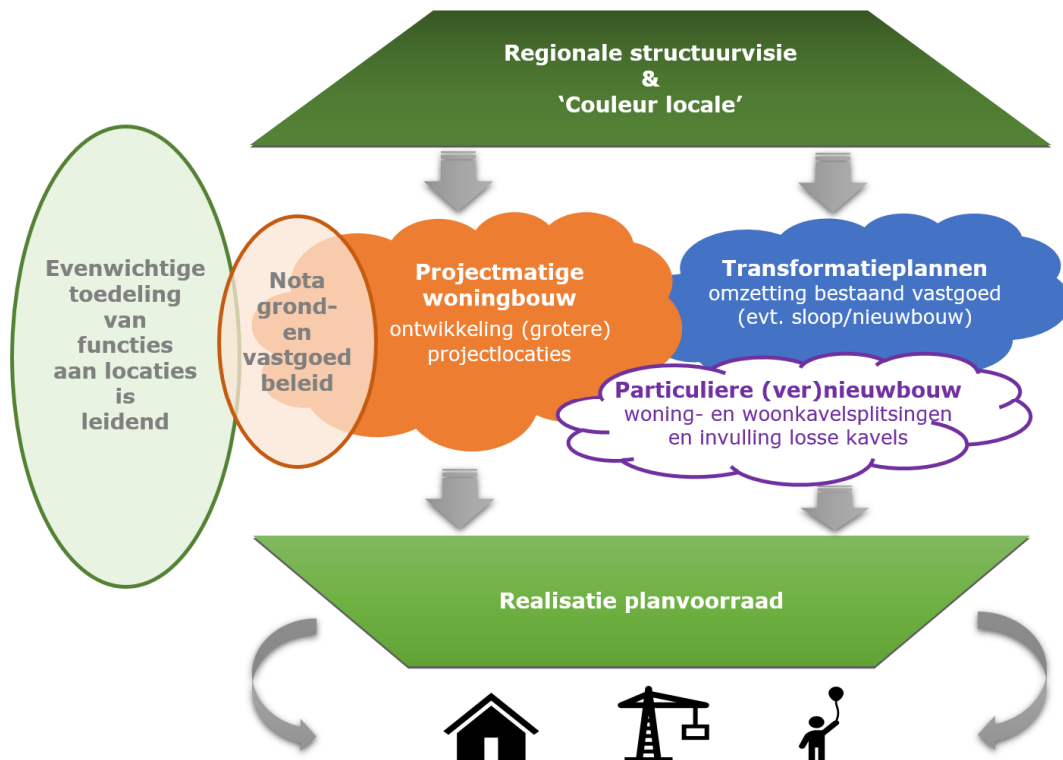 Regionale structuurvisie
&
‘Couleur locale’
Evenwichtige
toedeling
van
functies
aan locaties
is
leidend
Nota
grond-
en
vastgoed
beleid
Projectmatige
woningbouw
ontwikkeling (grotere)
projectlocaties
Transformatieplannen
omzetting bestaand vastgoed
(evt. sloop/nieuwbouw)
Particuliere (ver)nieuwbouw
woning- en woonkavelsplitsingen
en invulling losse kavels
Realisatie planvoorraad